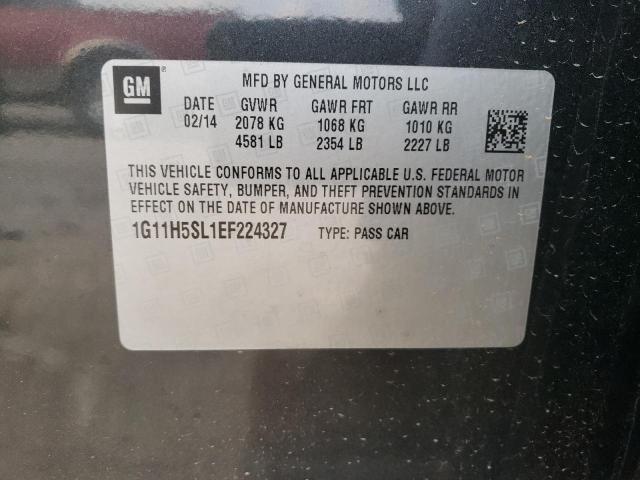 GM ® MFD BY GENERAL MOTORS LLC
DATE GVWR GAWR FRT GAWR RR
02/14 2078 KG 1068 KG 1010 KG
4581 LB 2354 LB 2227 LB
THIS VEHICLE CONFORMS TO ALL APPLICABLE U.S. FEDERAL MOTOR
VEHICLE SAFETY, BUMPER, AND THEFT PREVENTION STANDARDS IN
EFFECT ON THE DATE OF MANUFACTURE SHOWN ABOVE.
1G11H5SL1EF224327 TYPE: PASS CAR